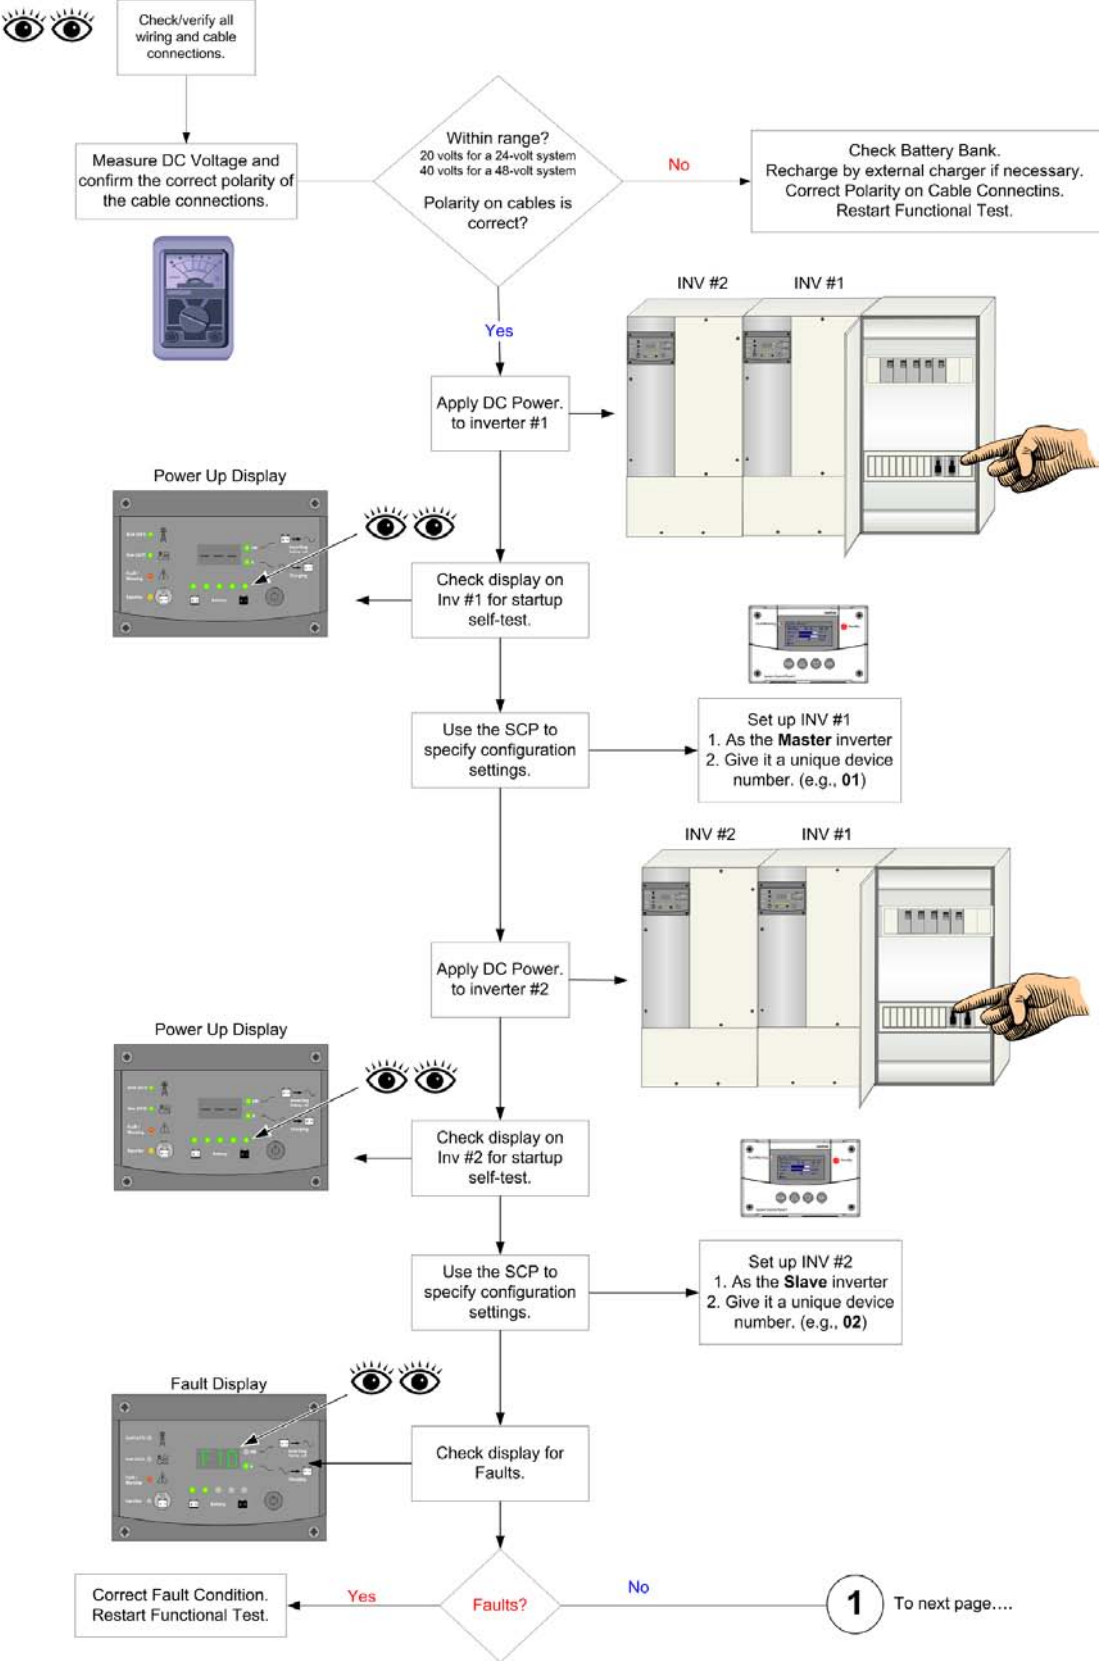 Check/verify all
wiring and cable
connections.
Measure DC Voltage and
confirm the correct polarity of
the cable connections.
Within range?
20 volts for a 24-volt system
40 volts for a 48-volt system
Polarity on cables is
correct?
No
Check Battery Bank.
Recharge by external charger if necessary.
Correct Polarity on Cable Connectins.
Restart Functional Test.
Yes
INV #2
INV #1
Apply DC Power.
to inverter #1
Power Up Display
Check display on
Inv #1 for startup
self-test.
Use the SCP to
specify configuration
settings.
Set up INV #1
1. As the Master inverter
2. Give it a unique device
number. (e.g., 01)
INV #2
INV #1
Apply DC Power.
to inverter #2
Power Up Display
Check display on
Inv #2 for startup
self-test.
Use the SCP to
specify configuration
settings.
Set up INV #2
1. As the Slave inverter
2. Give it a unique device
number. (e.g., 02)
Fault Display
Check display for
Faults.
Faults?
Yes
Correct Fault Condition.
Restart Functional Test.
No
1
To next page....